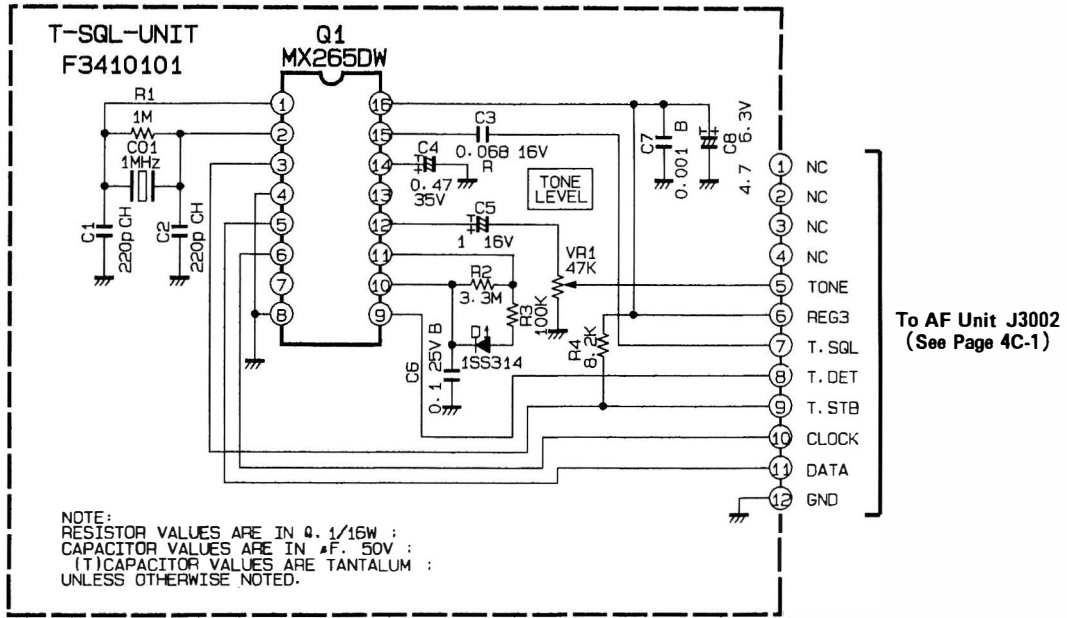 T-SQL-UNIT
F3410101
Q1
MX265DW
R1
1M
CO1
1MHz
C1
220p CH
C2
220p CH
1
2
3
4
5
6
7
8
16
15
14
13
12
11
10
9
C3
0.068 16V
R
C4
T
0.47
35V
C5
T
1 16V
TONE
LEVEL
VR1
47K
R2
3.3M
R3
100K
D1
1SS314
C6
0.1 25V B
R4
8.2K
C7
0.001 B
C8
T
4.7 6.3V
1 NC
2 NC
3 NC
4 NC
5 TONE
6 REG3
7 T.SQL
8 T.DET
9 T.STB
10 CLOCK
11 DATA
12 GND
To AF Unit J3002
(See Page 4C-1)
NOTE:
RESISTOR VALUES ARE IN Ω. 1/16W ;
CAPACITOR VALUES ARE IN F. 50V ;
(T)CAPACITOR VALUES ARE TANTALUM ;
UNLESS OTHERWISE NOTED.